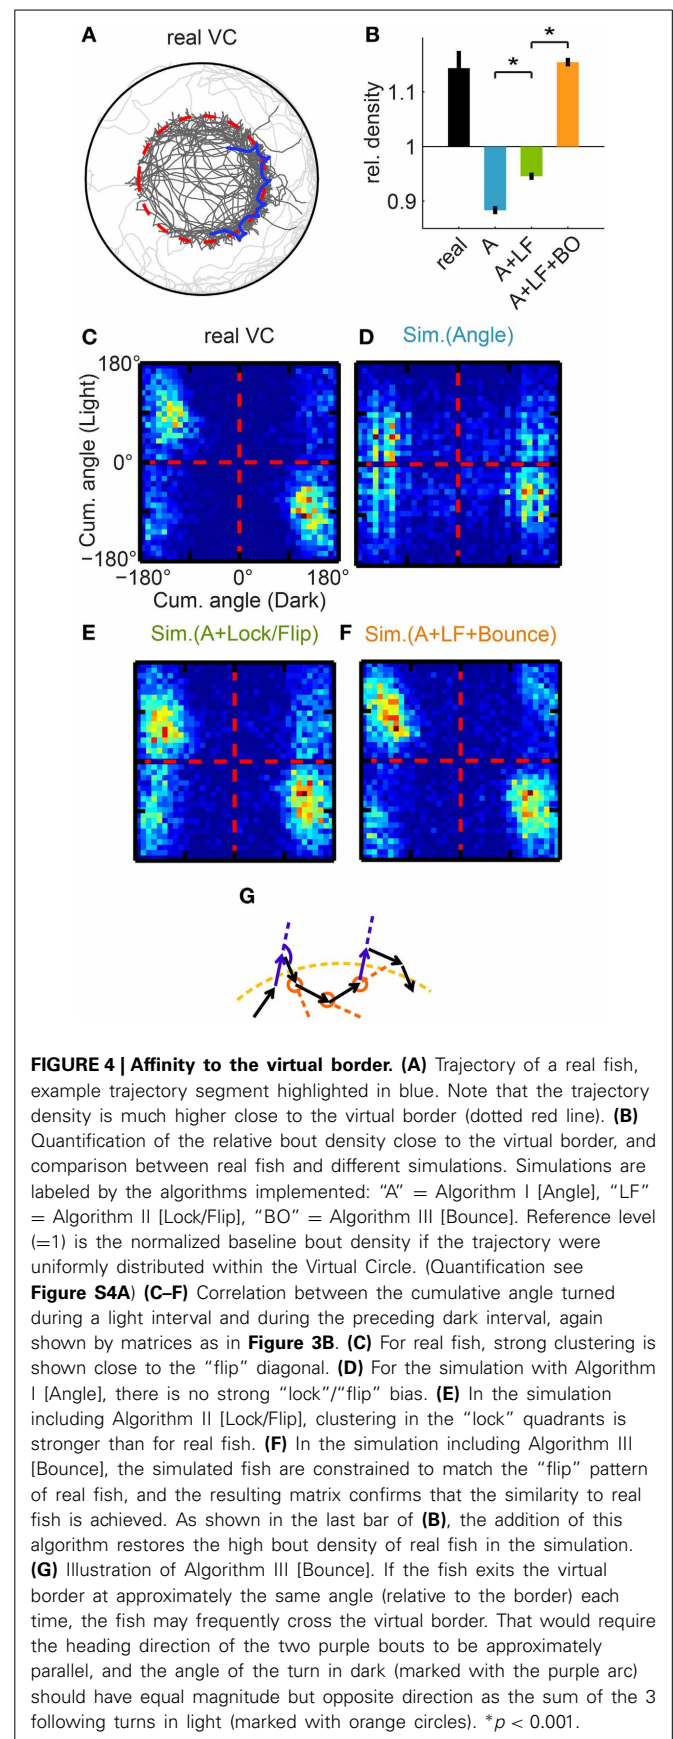 A
real VC
B
rel. density
1.1
1
0.9
*
*
real
A
A+LF
A+LF+BO
C
real VC
D
Sim.(Angle)
180°
0°
−180°
Cum. angle (Light)
−180°
0°
180°
Cum. angle (Dark)
E
Sim.(A+Lock/Flip)
F
Sim.(A+LF+Bounce)
G
FIGURE 4 | Affinity to the virtual border. (A) Trajectory of a real fish,
example trajectory segment highlighted in blue. Note that the trajectory
density is much higher close to the virtual border (dotted red line). (B)
Quantification of the relative bout density close to the virtual border, and
comparison between real fish and different simulations. Simulations are
labeled by the algorithms implemented: “A” = Algorithm I [Angle], “LF”
= Algorithm II [Lock/Flip], “BO” = Algorithm III [Bounce]. Reference level
(=1) is the normalized baseline bout density if the trajectory were
uniformly distributed within the Virtual Circle. (Quantification see
Figure S4A) (C–F) Correlation between the cumulative angle turned
during a light interval and during the preceding dark interval, again
shown by matrices as in Figure 3B. (C) For real fish, strong clustering is
shown close to the “flip” diagonal. (D) For the simulation with Algorithm
I [Angle], there is no strong “lock”/“flip” bias. (E) In the simulation
including Algorithm II [Lock/Flip], clustering in the “lock” quadrants is
stronger than for real fish. (F) In the simulation including Algorithm III
[Bounce], the simulated fish are constrained to match the “flip” pattern
of real fish, and the resulting matrix confirms that the similarity to real
fish is achieved. As shown in the last bar of (B), the addition of this
algorithm restores the high bout density of real fish in the simulation.
(G) Illustration of Algorithm III [Bounce]. If the fish exits the virtual
border at approximately the same angle (relative to the border) each
time, the fish may frequently cross the virtual border. That would require
the heading direction of the two purple bouts to be approximately
parallel, and the angle of the turn in dark (marked with the purple arc)
should have equal magnitude but opposite direction as the sum of the 3
following turns in light (marked with orange circles). *p < 0.001.